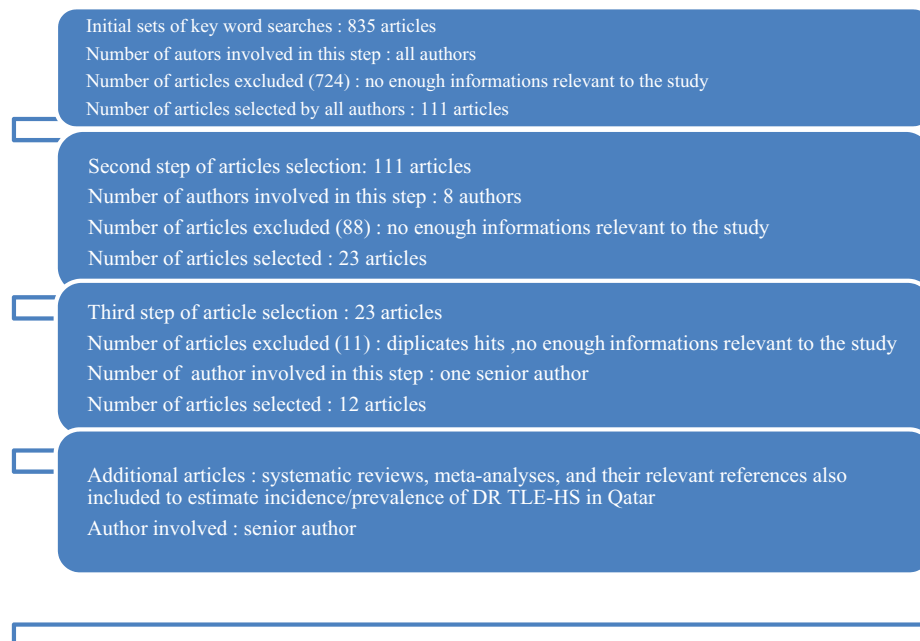 Initial sets of key word searches : 835 articles
Number of autors involved in this step : all authors
Number of articles excluded (724) : no enough informations relevant to the study
Number of articles selected by all authors : 111 articles
Second step of articles selection: 111 articles
Number of authors involved in this step : 8 authors
Number of articles excluded (88) : no enough informations relevant to the study
Number of articles selected : 23 articles
Third step of article selection : 23 articles
Number of articles excluded (11) : diplicates hits ,no enough informations relevant to the study
Number of  author involved in this step : one senior author
Number of articles selected : 12 articles
Additional articles : systematic reviews, meta-analyses, and their relevant references also
included to estimate incidence/prevalence of DR TLE-HS in Qatar
Author involved : senior author